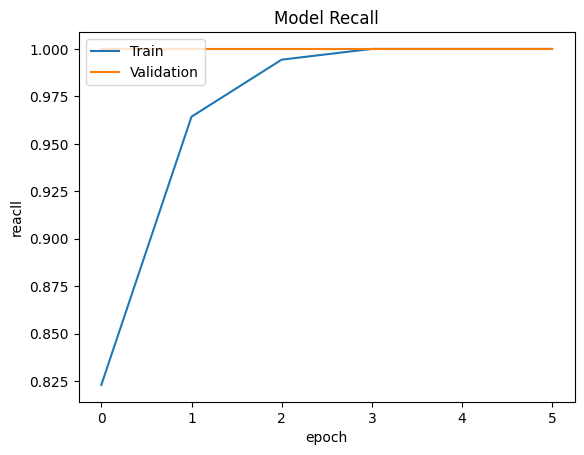 Model Recall
Train
Validation
reacll
1.000
0.975
0.950
0.925
0.900
0.875
0.850
0.825
0 1 2 3 4 5
epoch